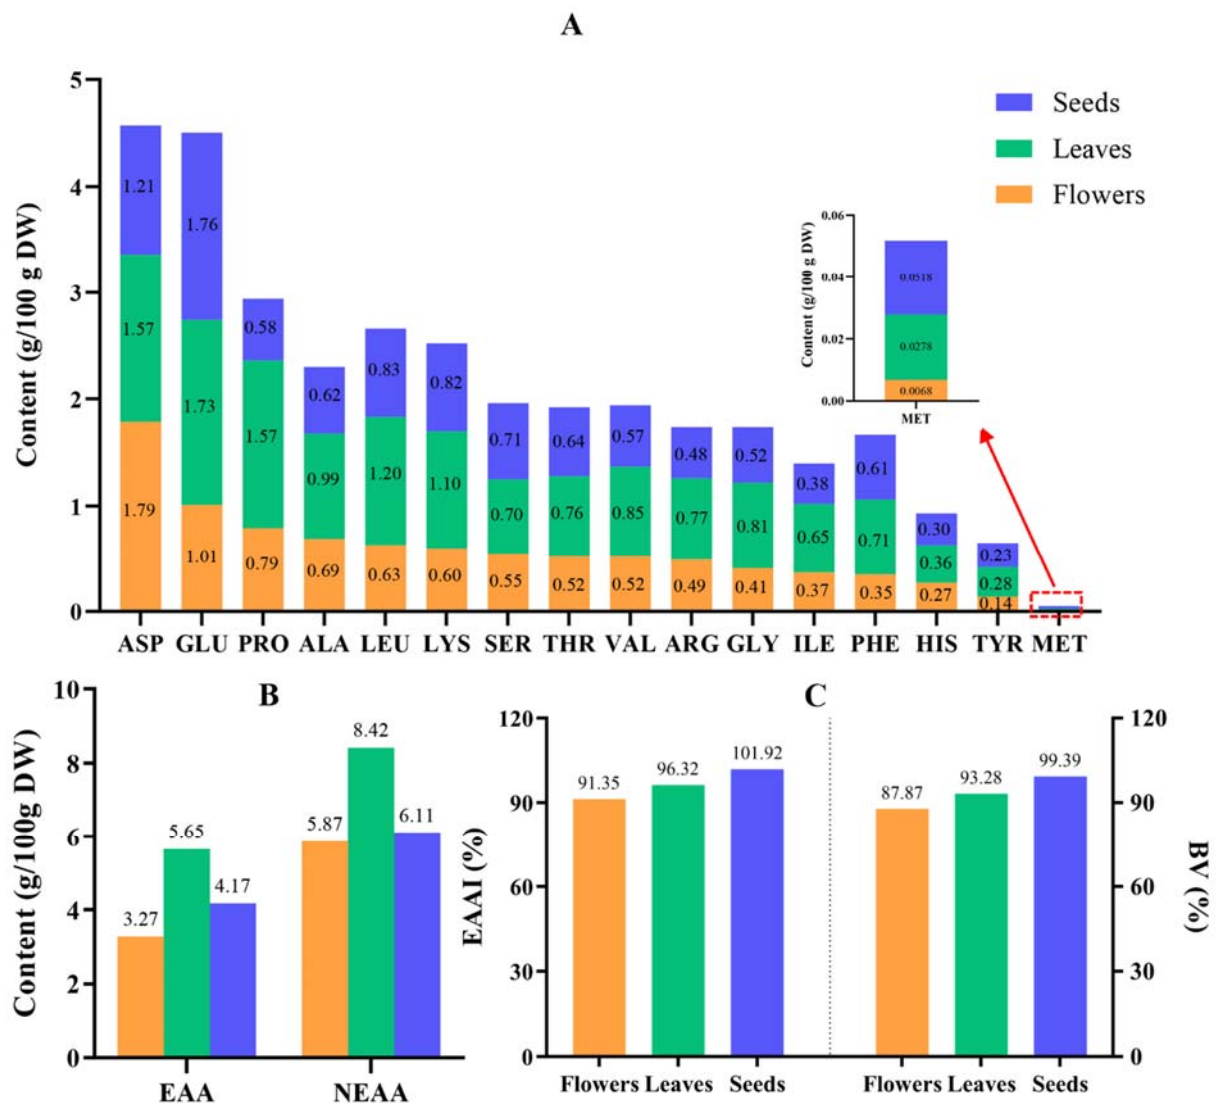 A
Content (g/100 g DW)
5
4
3
2
1
0
Seeds
Leaves
Flowers
1.21 1.76 0.58 0.62 0.83 0.82 0.71 0.64 0.57 0.48 0.52 0.38 0.61 0.30 0.23
1.57 1.73 1.57 0.99 1.20 1.10 0.70 0.76 0.85 0.77 0.81 0.65 0.71 0.36 0.28
1.79 1.01 0.79 0.69 0.63 0.60 0.55 0.52 0.52 0.49 0.41 0.37 0.35 0.27 0.14
ASP GLU PRO ALA LEU LYS SER THR VAL ARG GLY ILE PHE HIS TYR MET
Content (g/100 g DW)
0.06
0.04
0.02
0.00
0.0518
0.0278
0.0068
MET
B
Content (g/100g DW)
10
8
6
4
2
0
3.27 5.65 4.17
5.87 8.42 6.11
EAA NEAA
C
EAAI (%)
120
90
60
30
0
91.35 96.32 101.92
87.87 93.28 99.39
Flowers Leaves Seeds
Flowers Leaves Seeds
120
90
60
30
0
BV (%)